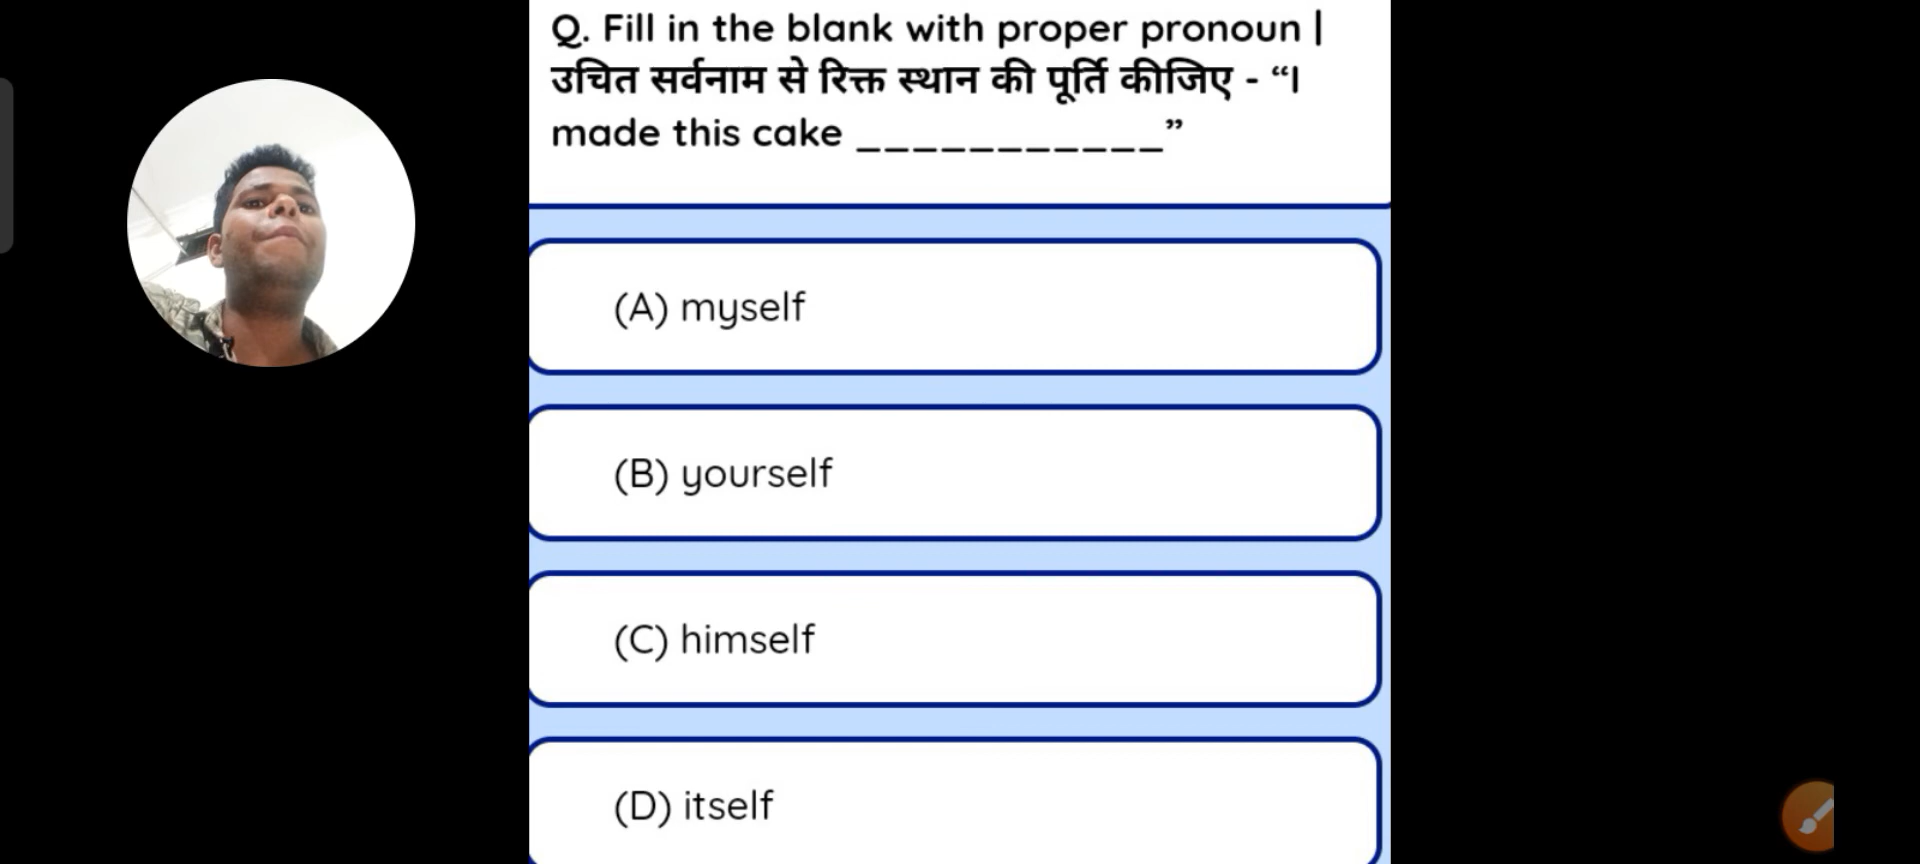 Q. Fill in the blank with proper pronoun |
उचित सर्वनाम से रिक्त स्थान की पूर्ति कीजिए - “I
made this cake ___________”
(A) myself
(B) yourself
(C) himself
(D) itself